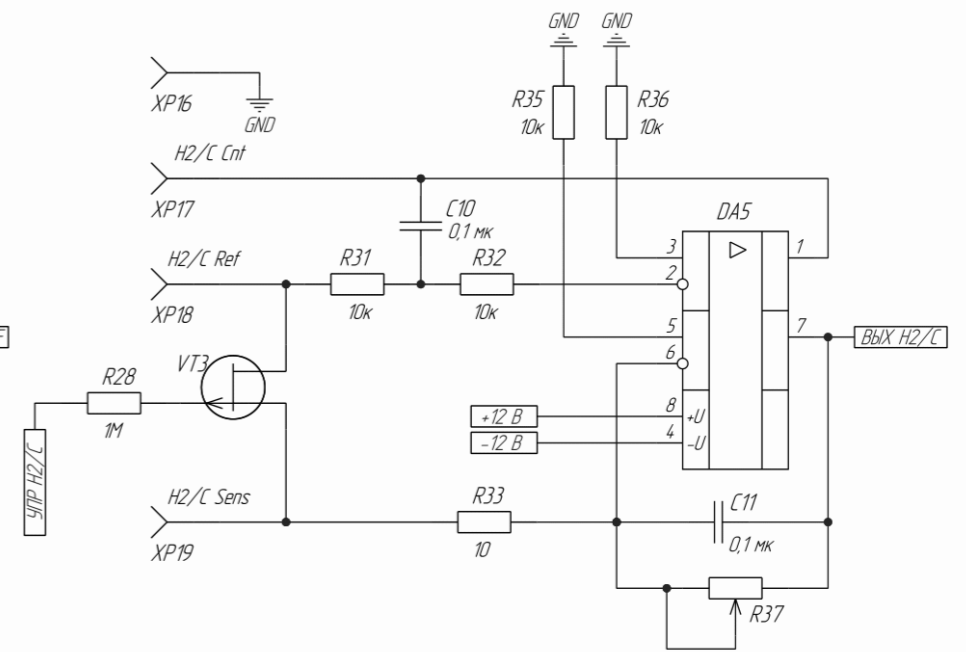 GND GND
XP16
GND
R35
10к
R36
10к
H2/C Cnt
XP17
C10
0,1 мк
DA5
H2/C Ref
XP18
R31
10к
R32
10к
3
2
1
5
6
7
ВЫХ H2/C
VT3
R28
1М
УПР H2/C
+12 В
8
+U
-12 В
4
-U
H2/C Sens
XP19
R33
10
C11
0,1 мк
R37